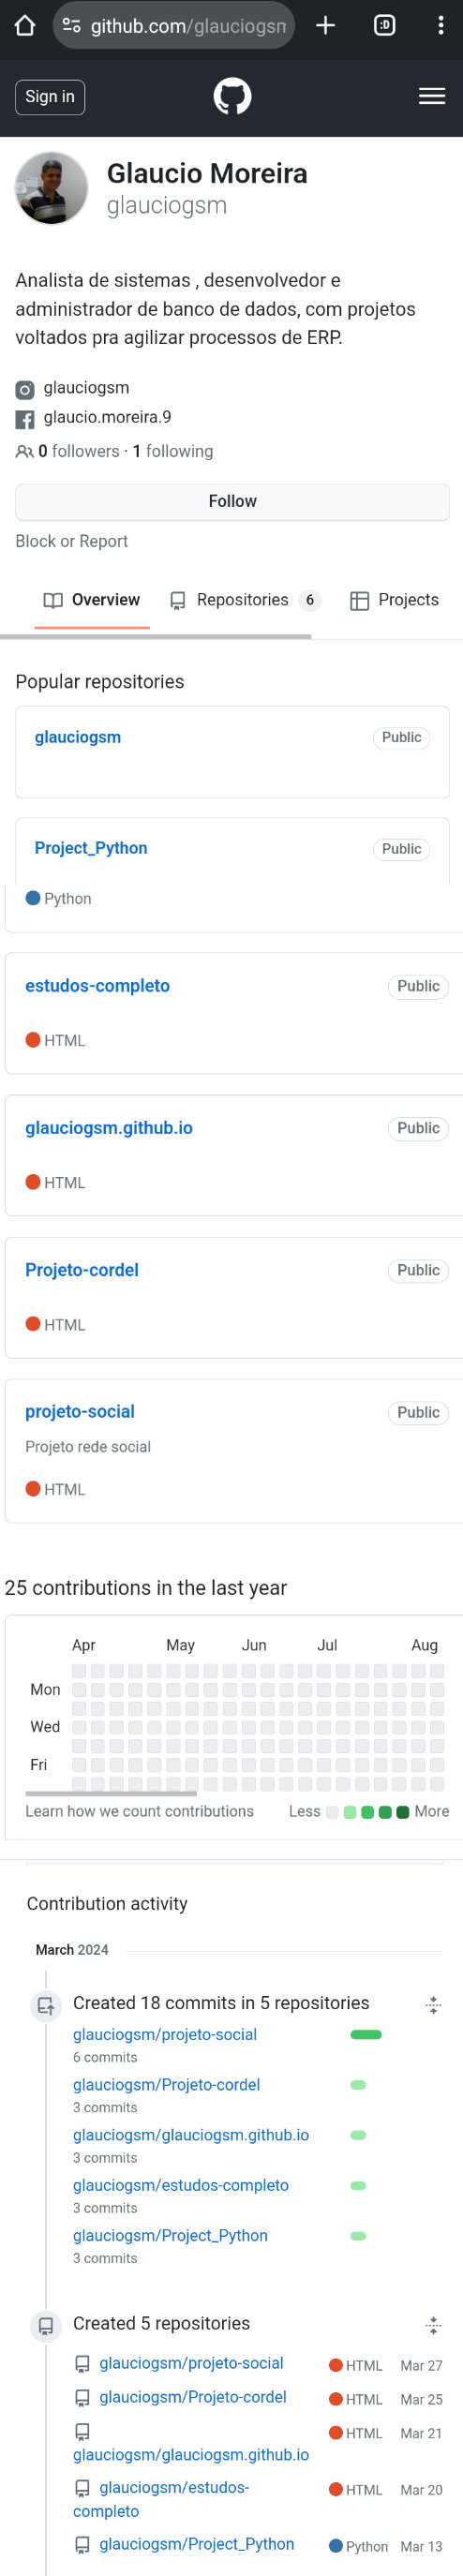 github.com/glauciogsn
:D
Sign in
Glaucio Moreira
glauciogsm
Analista de sistemas , desenvolvedor e
administrador de banco de dados, com projetos
voltados pra agilizar processos de ERP.
glauciogsm
glaucio.moreira.9
0 followers · 1 following
Follow
Block or Report
Overview Repositories 6 Projects
Popular repositories
glauciogsm Public
Project_Python Public
Python
estudos-completo Public
HTML
glauciogsm.github.io Public
HTML
Projeto-cordel Public
HTML
projeto-social Public
Projeto rede social
HTML
25 contributions in the last year
Apr May Jun Jul Aug
Mon
Wed
Fri
Learn how we count contributions Less More
Contribution activity
March 2024
Created 18 commits in 5 repositories
glauciogsm/projeto-social
6 commits
glauciogsm/Projeto-cordel
3 commits
glauciogsm/glauciogsm.github.io
3 commits
glauciogsm/estudos-completo
3 commits
glauciogsm/Project_Python
3 commits
Created 5 repositories
glauciogsm/projeto-social HTML Mar 27
glauciogsm/Projeto-cordel HTML Mar 25
HTML Mar 21
glauciogsm/glauciogsm.github.io
glauciogsm/estudos- HTML Mar 20
completo
glauciogsm/Project_Python Python Mar 13